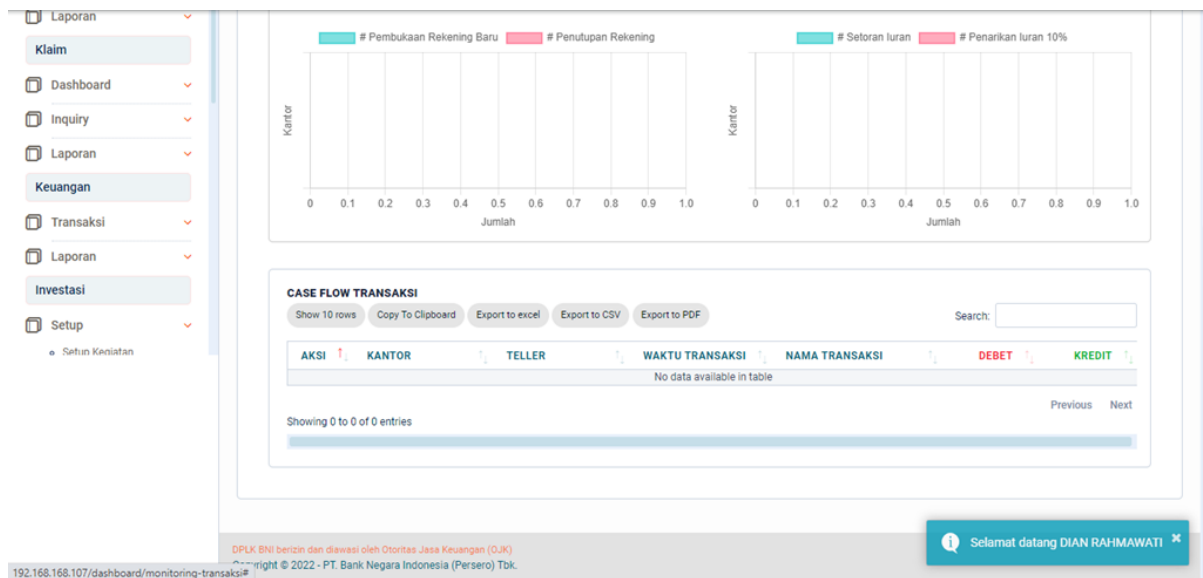 Laporan
Klaim
Dashboard
Inquiry
Laporan
Keuangan
Transaksi
Laporan
Investasi
Setup
Setup Kegiatan
# Pembukaan Rekening Baru # Penutupan Rekening
Kantor
0 0.1 0.2 0.3 0.4 0.5 0.6 0.7 0.8 0.9 1.0
Jumlah
# Setoran Iuran # Penarikan Iuran 10%
Kantor
0 0.1 0.2 0.3 0.4 0.5 0.6 0.7 0.8 0.9 1.0
Jumlah
CASE FLOW TRANSAKSI
Show 10 rows Copy To Clipboard Export to excel Export to CSV Export to PDF Search:
AKSI KANTOR TELLER WAKTU TRANSAKSI NAMA TRANSAKSI DEBET KREDIT
No data available in table
Previous Next
Showing 0 to 0 of 0 entries
Selamat datang DIAN RAHMAWATI ×
DPLK BNI berizin dan diawasi oleh Otoritas Jasa Keuangan (OJK)
Copyright © 2022 - PT. Bank Negara Indonesia (Persero) Tbk.
192.168.168.107/dashboard/monitoring-transaksi#